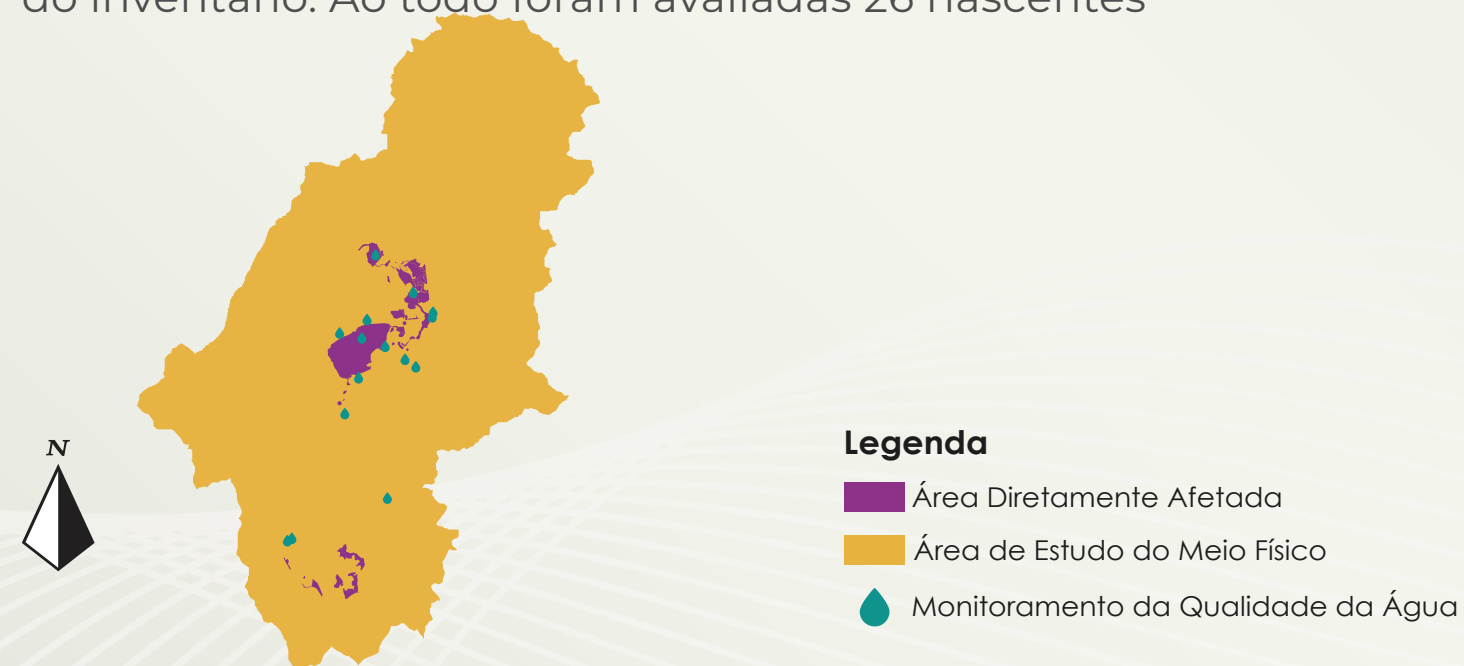 do inventário. Ao todo foram avaliadas 26 nascentes
N
Legenda
Área Diretamente Afetada
Área de Estudo do Meio Físico
Monitoramento da Qualidade da Água